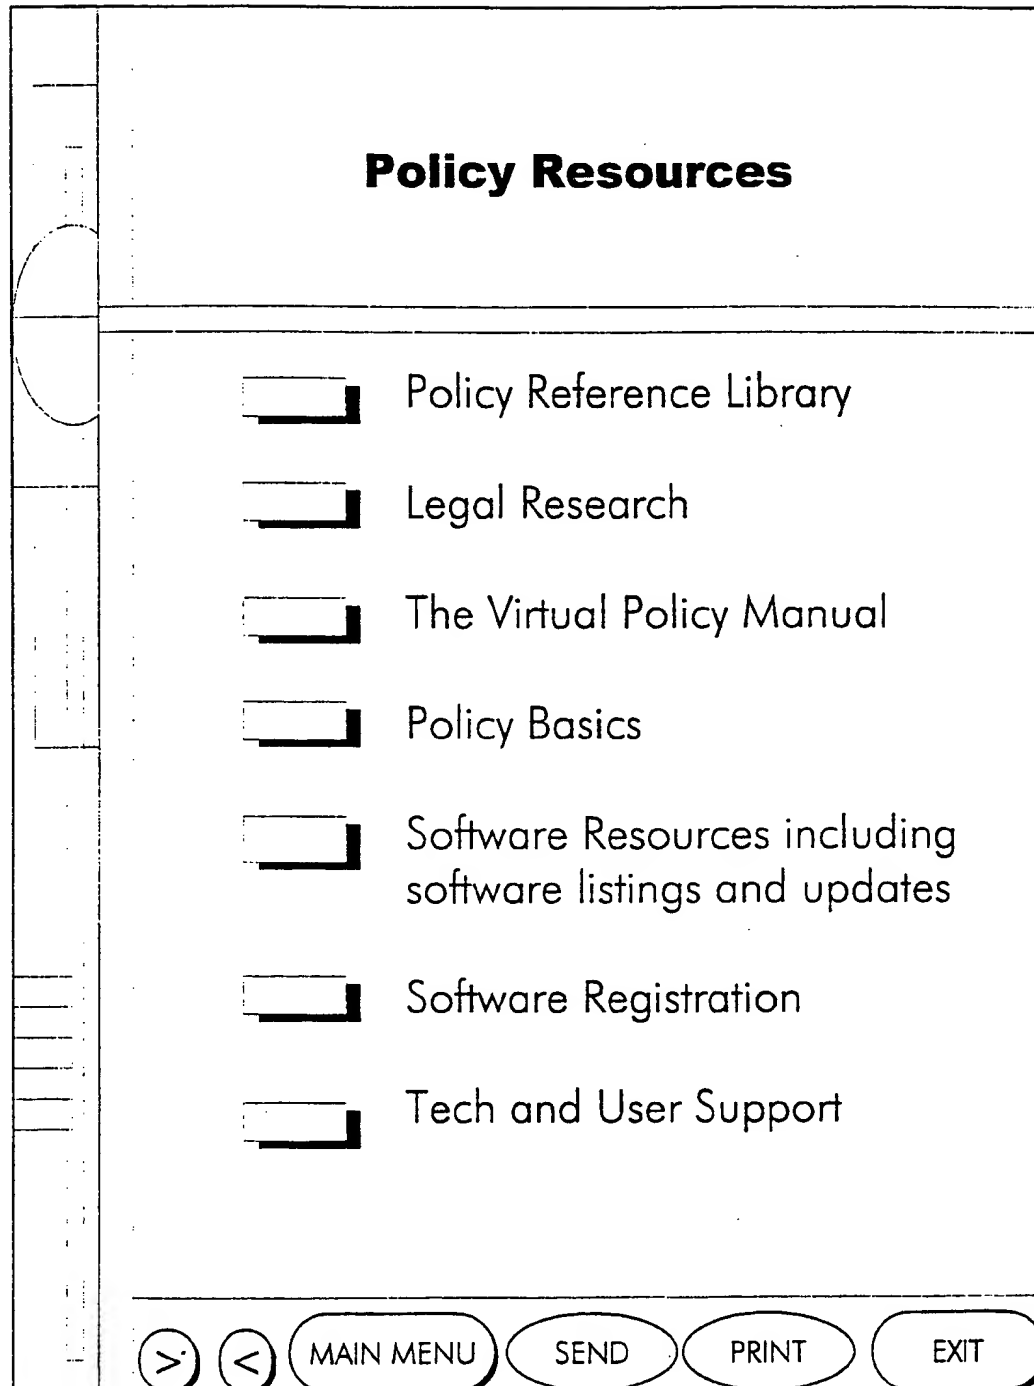 Policy Resources
Policy Reference Library
Legal Research
The Virtual Policy Manual
Policy Basics
Software Resources including
software listings and updates
Software Registration
Tech and User Support
> < MAIN MENU SEND PRINT EXIT